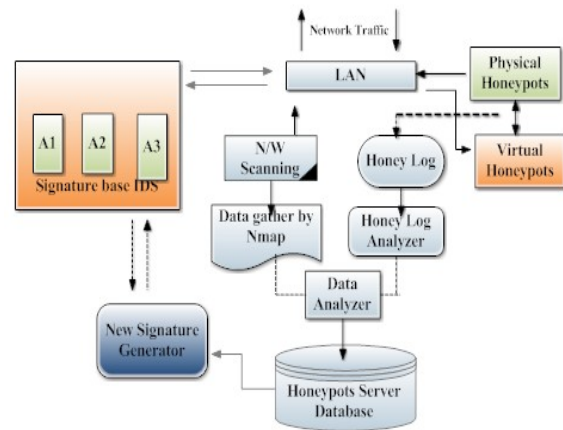 Network Traffic
LAN
Physical
Honeypots
A1
A2
A3
Signature base IDS
N/W
Scanning
Honey Log
Virtual
Honeypots
Data gather by
Nmap
Honey Log
Analyzer
Data
Analyzer
New Signature
Generator
Honeypots Server
Database